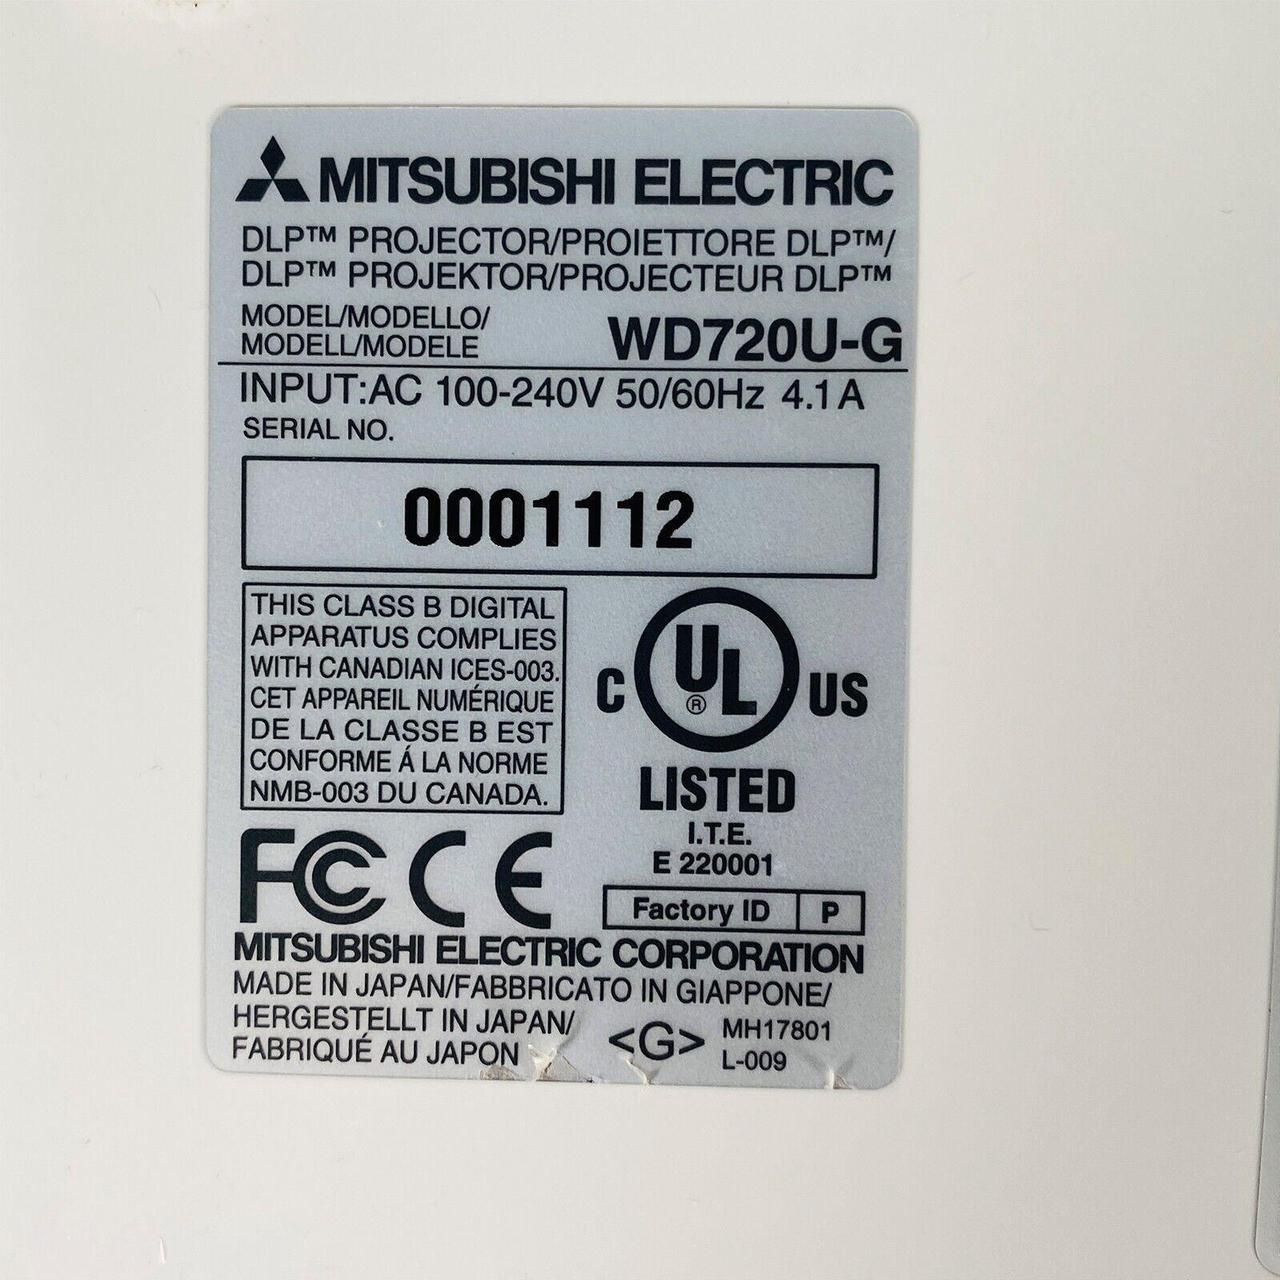 MITSUBISHI ELECTRIC
DLP™ PROJECTOR/PROIETTORE DLP™/
DLP™ PROJEKTOR/PROJECTEUR DLP™
MODEL/MODELLO/
MODELL/MODELE
WD720U-G
INPUT:AC 100-240V 50/60Hz 4.1A
SERIAL NO.
0001112
THIS CLASS B DIGITAL
APPARATUS COMPLIES
WITH CANADIAN ICES-003.
CET APPAREIL NUMÉRIQUE
DE LA CLASSE B EST
CONFORME Á LA NORME
NMB-003 DU CANADA.
C UL® US
LISTED
I.T.E.
E 220001
FCC CE
Factory ID P
MITSUBISHI ELECTRIC CORPORATION
MADE IN JAPAN/FABBRICATO IN GIAPPONE/
HERGESTELLT IN JAPAN/
FABRIQUÉ AU JAPON
<G>
MH17801
L-009